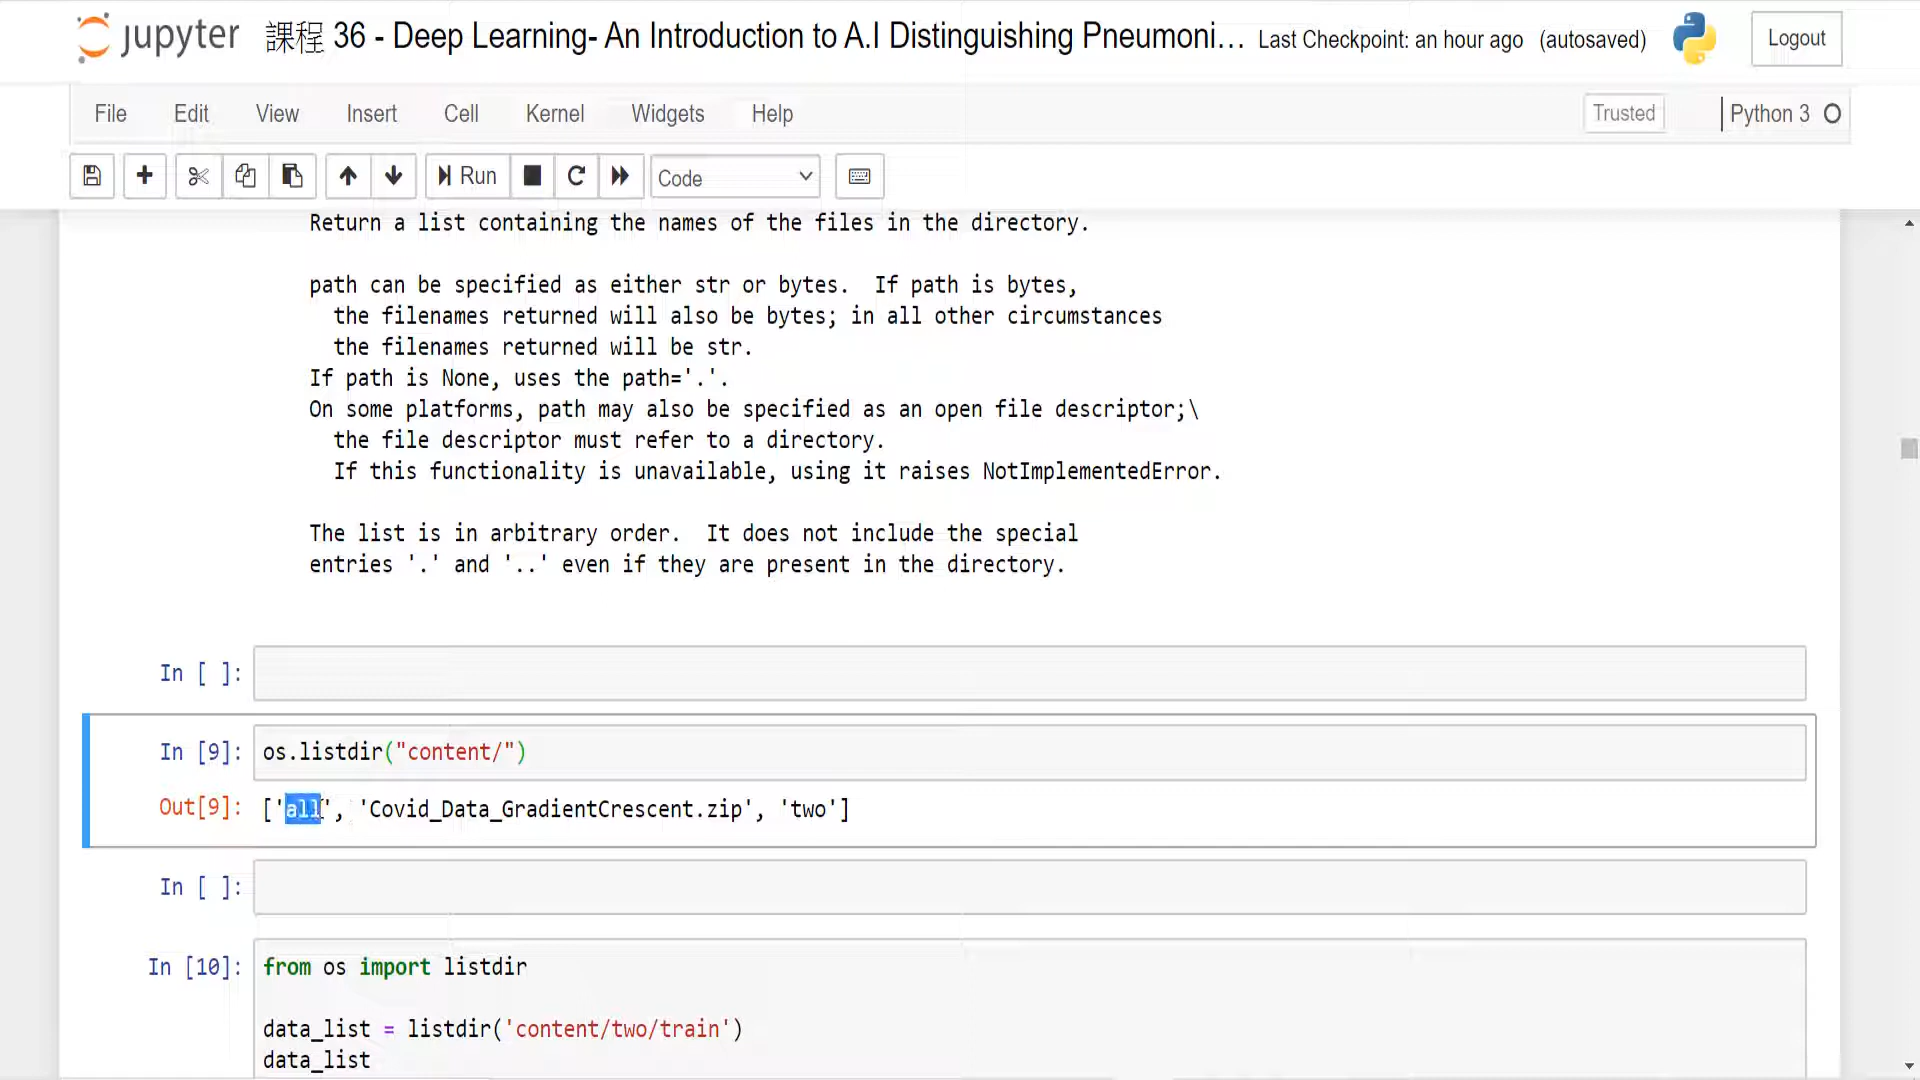 jupyter 課程 36 - Deep Learning- An Introduction to A.I Distinguishing Pneumoni... Last Checkpoint: an hour ago (autosaved) Logout
File Edit View Insert Cell Kernel Widgets Help Trusted Python 3
Run Code
Return a list containing the names of the files in the directory.
path can be specified as either str or bytes.  If path is bytes,
the filenames returned will also be bytes; in all other circumstances
the filenames returned will be str.
If path is None, uses the path='.'.
On some platforms, path may also be specified as an open file descriptor;\
the file descriptor must refer to a directory.
If this functionality is unavailable, using it raises NotImplementedError.
The list is in arbitrary order.  It does not include the special
entries '.' and '..' even if they are present in the directory.
In [ ]:
In [9]: os.listdir("content/")
Out[9]: ['all', 'Covid_Data_GradientCrescent.zip', 'two']
In [ ]:
In [10]: from os import listdir
data_list = listdir('content/two/train')
data_list